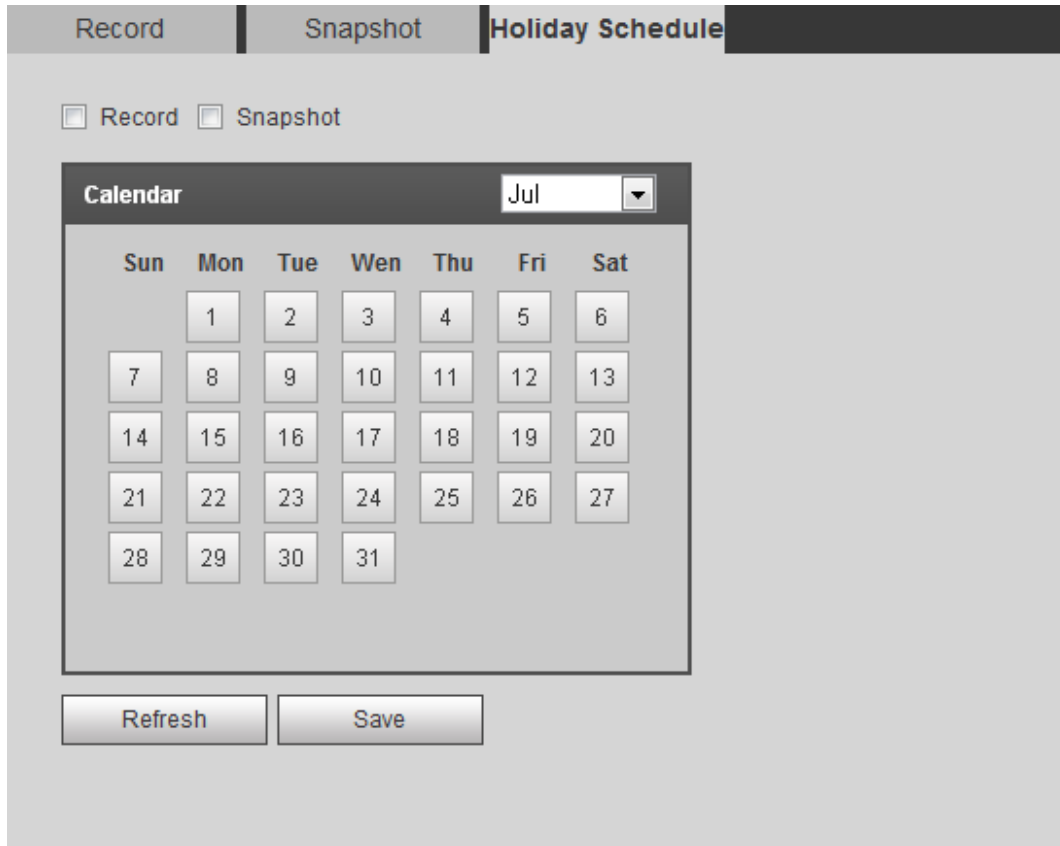 Record Snapshot Holiday Schedule
Record Snapshot
Calendar Jul
Sun Mon Tue Wen Thu Fri Sat
1 2 3 4 5 6
7 8 9 10 11 12 13
14 15 16 17 18 19 20
21 22 23 24 25 26 27
28 29 30 31
Refresh Save